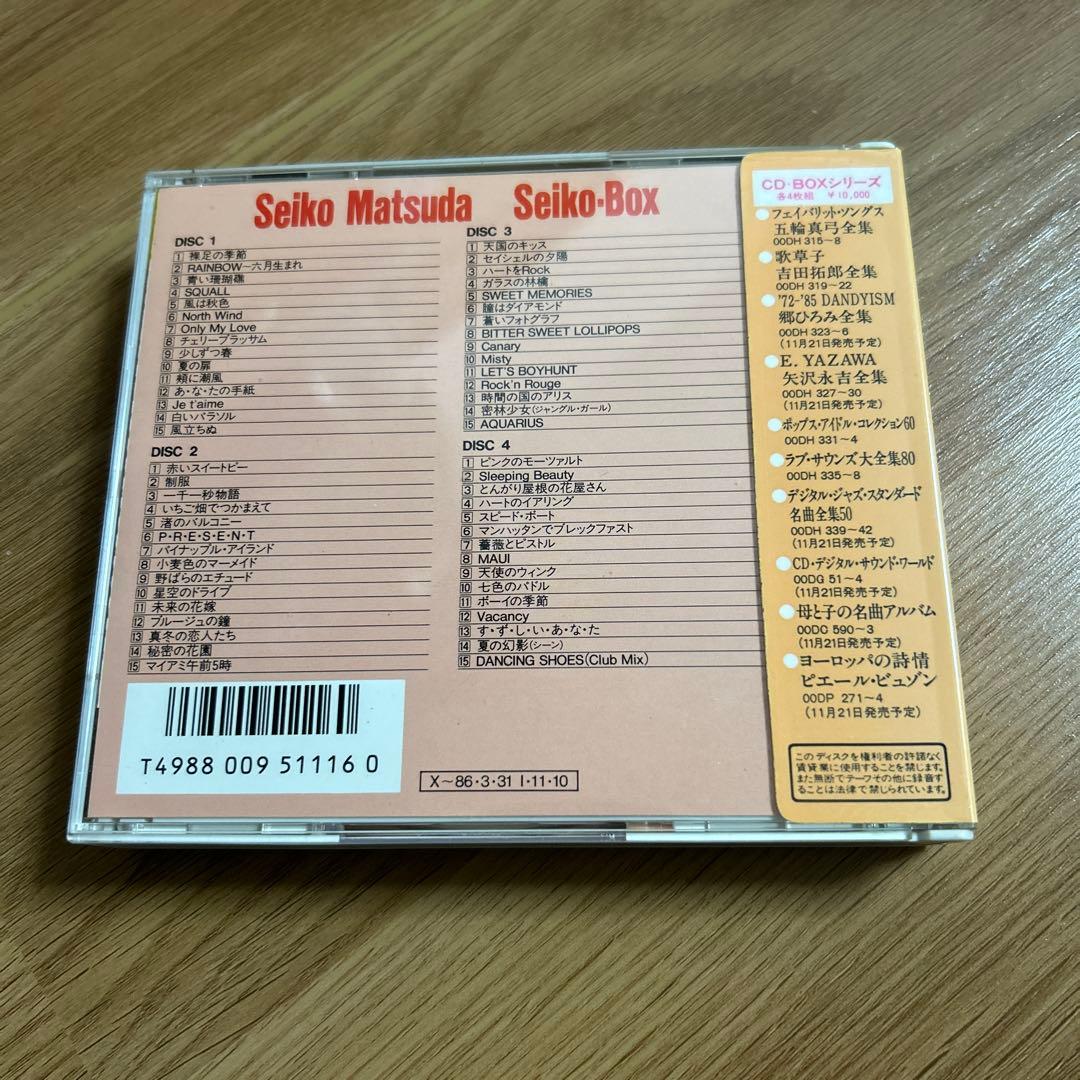 Seiko Matsuda Seiko・Box
DISC 1
1 裸足の季節
2 RAINBOW～六月生まれ
3 青い珊瑚礁
4 SQUALL
5 風は秋色
6 North Wind
7 Only My Love
8 チェリーブラッサム
9 少しずつ春
10 夏の扉
11 頬に潮風
12 あ・な・たの手紙
13 Je t'aime
14 白いパラソル
15 風立ちぬ
DISC 2
1 赤いスイートピー
2 制服
3 一千一秒物語
4 いちご畑でつかまえて
5 渚のバルコニー
6 P・R・E・S・E・N・T
7 パイナップル・アイランド
8 小麦色のマーメイド
9 野ばらのエチュード
10 星空のドライブ
11 未来の花嫁
12 ブルージュの鐘
13 真冬の恋人たち
14 秘密の花園
15 マイアミ午前5時
DISC 3
1 天国のキッス
2 セイシェルの夕陽
3 ハートをRock
4 ガラスの林檎
5 SWEET MEMORIES
6 瞳はダイアモンド
7 蒼いフォトグラフ
8 BITTER SWEET LOLLIPOPS
9 Canary
10 Misty
11 LET'S BOYHUNT
12 Rock'n Rouge
13 時間の国のアリス
14 密林少女(ジャングル・ガール)
15 AQUARIUS
DISC 4
1 ピンクのモーツァルト
2 Sleeping Beauty
3 とんがり屋根の花屋さん
4 ハートのイアリング
5 スピード・ボート
6 マンハッタンでブレックファスト
7 薔薇とピストル
8 MAUI
9 天使のウィンク
10 七色のパドル
11 ボーイの季節
12 Vacancy
13 す・ず・し・い・あ・な・た
14 夏の幻影(シーン)
15 DANCING SHOES(Club Mix)
T4988 009 511160
X～86・3・31 I・11・10
CD・BOXシリーズ
各4枚組 ¥10,000
フェイバリット・ソングス
五輪真弓全集
00DH 315～8
歌草子
吉田拓郎全集
00DH 319～22
'72～'85 DANDYISM
郷ひろみ全集
00DH 323～6
(11月21日発売予定)
E. YAZAWA
矢沢永吉全集
00DH 327～30
(11月21日発売予定)
ポップス・アイドル・コレクション60
00DH 331～4
ラブ・サウンズ大全集80
00DH 335～8
デジタル・ジャズ・スタンダード
名曲全集50
00DH 339～42
(11月21日発売予定)
CD・デジタル・サウンド・ワールド
00DG 51～4
(11月21日発売予定)
母と子の名曲アルバム
00DC 590～3
(11月21日発売予定)
ヨーロッパの詩情
ピエール・ビュゾン
00DP 271～4
(11月21日発売予定)
このディスクを権利者の許諾なく
賃貸業に使用することを禁じます。
また無断でテープその他に録音す
ることは法律で禁じられています。